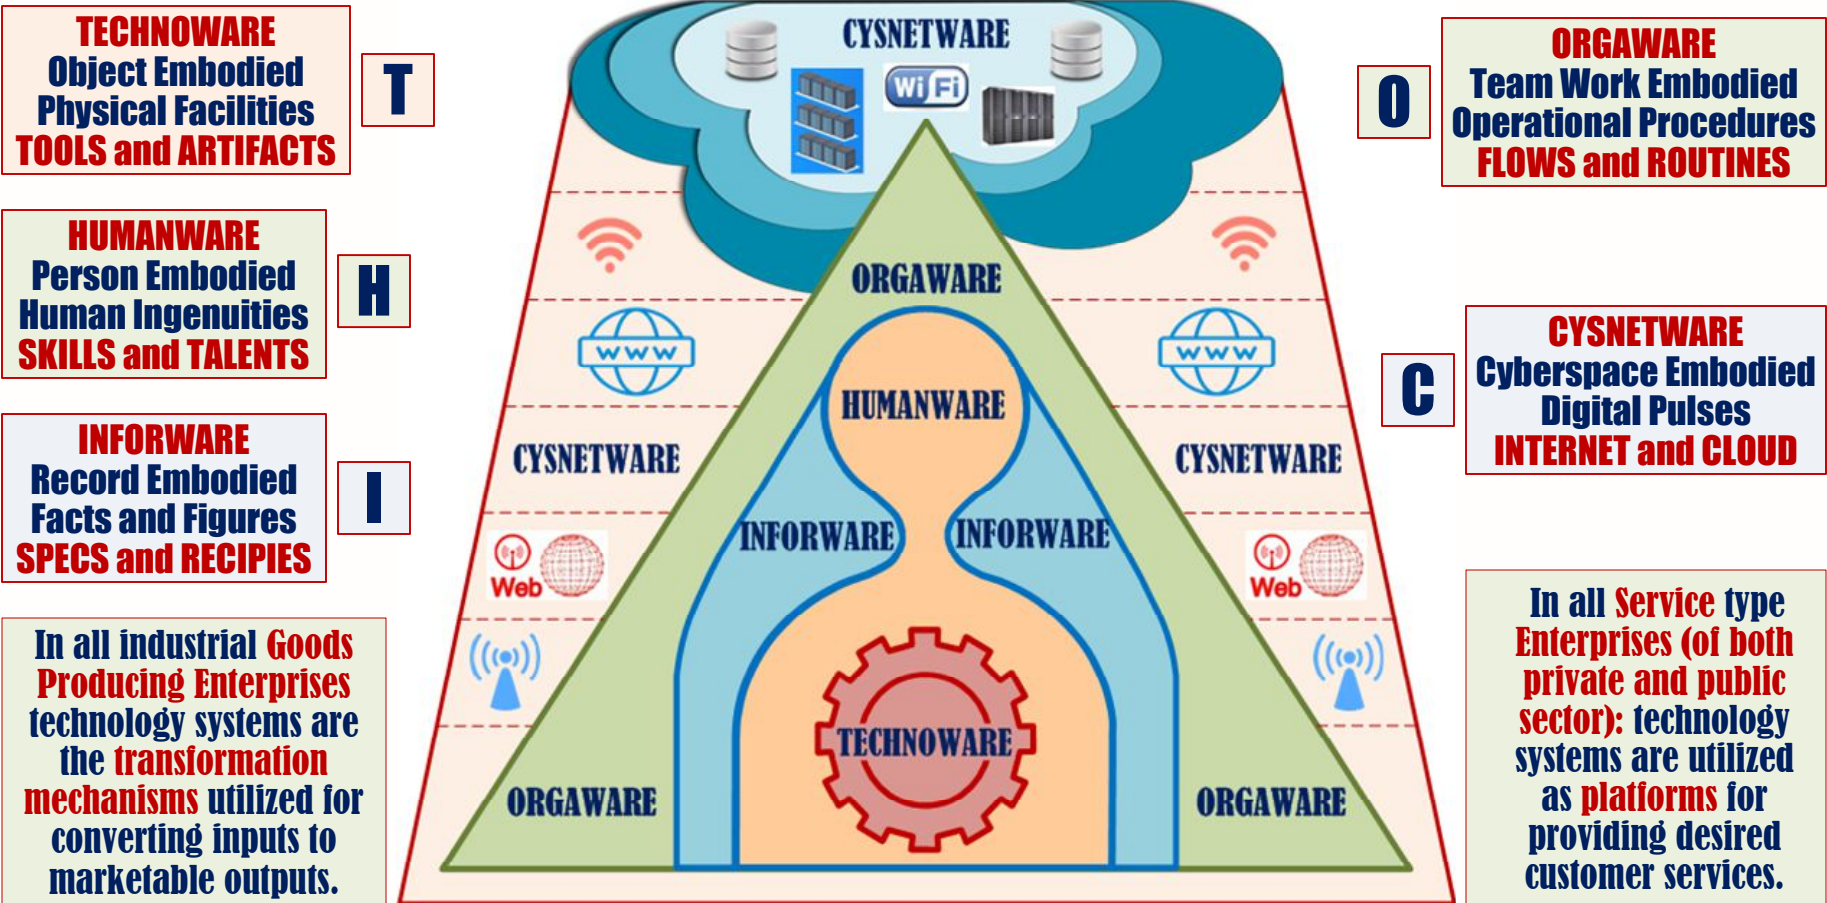 TECHNOWARE
Object Embodied
Physical Facilities
TOOLS and ARTIFACTS
T
HUMANWARE
Person Embodied
Human Ingenuities
SKILLS and TALENTS
H
INFORWARE
Record Embodied
Facts and Figures
SPECS and RECIPIES
I
In all industrial Goods
Producing Enterprises
technology systems are
the transformation
mechanisms utilized for
converting inputs to
marketable outputs.
CYSNETWARE
Wi Fi
ORGAWARE
WWW
WWW
HUMANWARE
CYSNETWARE
CYSNETWARE
INFORWARE
INFORWARE
Web
Web
TECHNOWARE
ORGAWARE
ORGAWARE
O
ORGAWARE
Team Work Embodied
Operational Procedures
FLOWS and ROUTINES
C
CYSNETWARE
Cyberspace Embodied
Digital Pulses
INTERNET and CLOUD
In all Service type
Enterprises (of both
private and public
sector): technology
systems are utilized
as platforms for
providing desired
customer services.